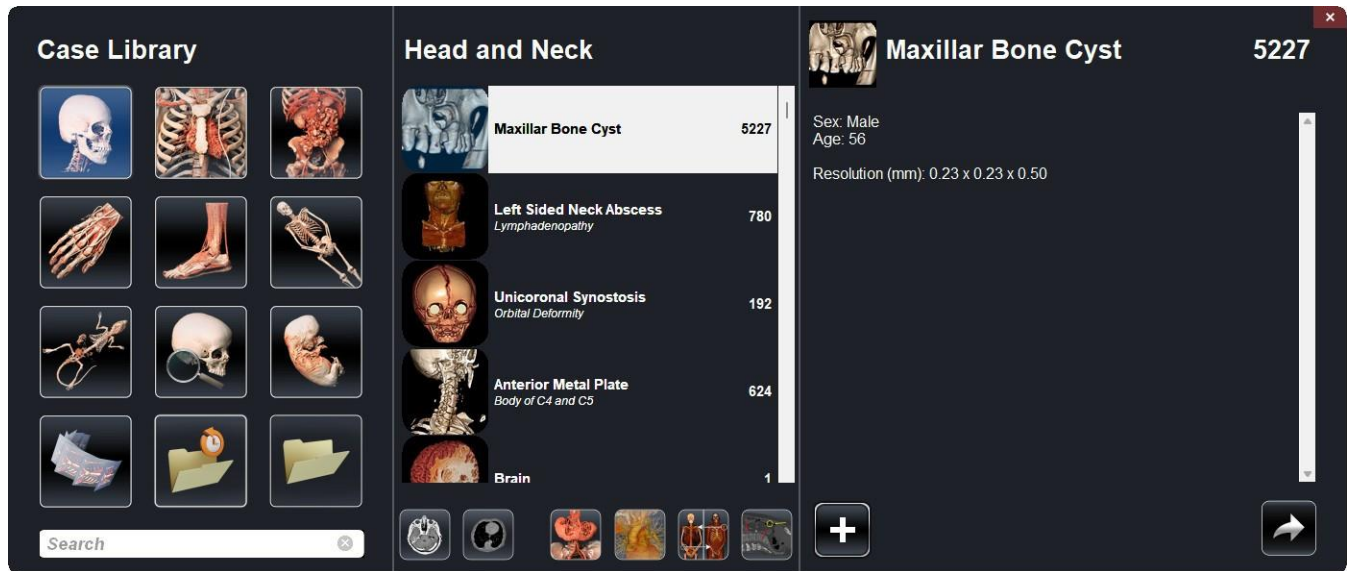 Case Library
Search
Head and Neck
Maxillar Bone Cyst 5227
Left Sided Neck Abscess 780
Lymphadenopathy
Unicoronal Synostosis 192
Orbital Deformity
Anterior Metal Plate 624
Body of C4 and C5
Brain 1
Maxillar Bone Cyst 5227
Sex: Male
Age: 56
Resolution (mm): 0.23 x 0.23 x 0.50